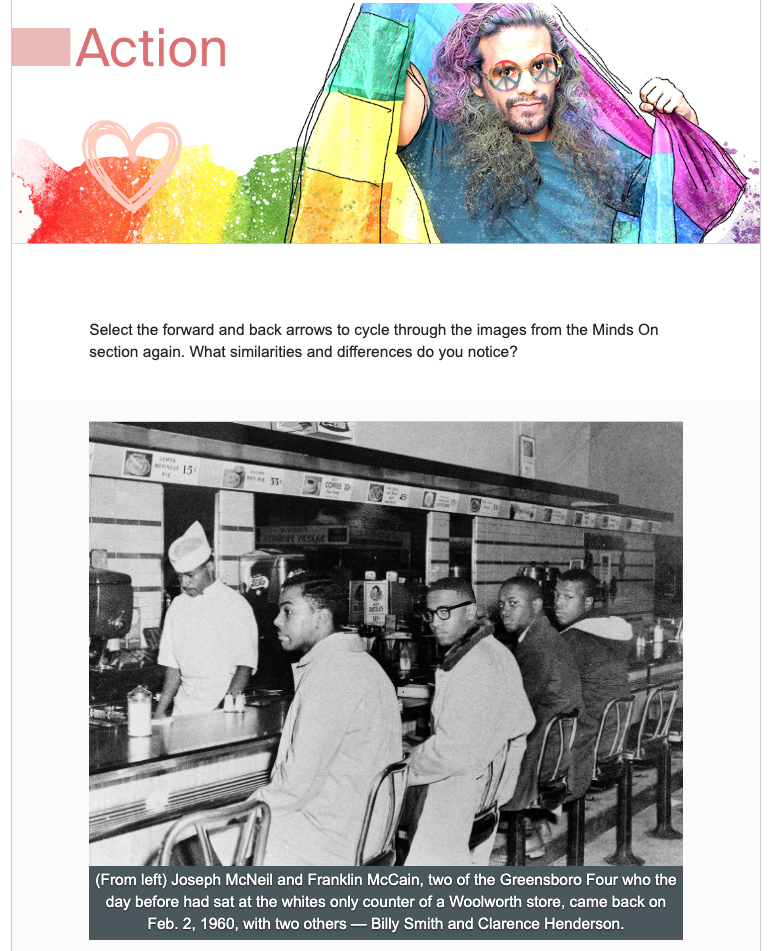 Action
Select the forward and back arrows to cycle through the images from the Minds On
section again. What similarities and differences do you notice?
LEMON
MERINGUE 15¢
PIE
POT PIE 35¢
COFFEE 10¢
(From left) Joseph McNeil and Franklin McCain, two of the Greensboro Four who the
day before had sat at the whites only counter of a Woolworth store, came back on
Feb. 2, 1960, with two others — Billy Smith and Clarence Henderson.